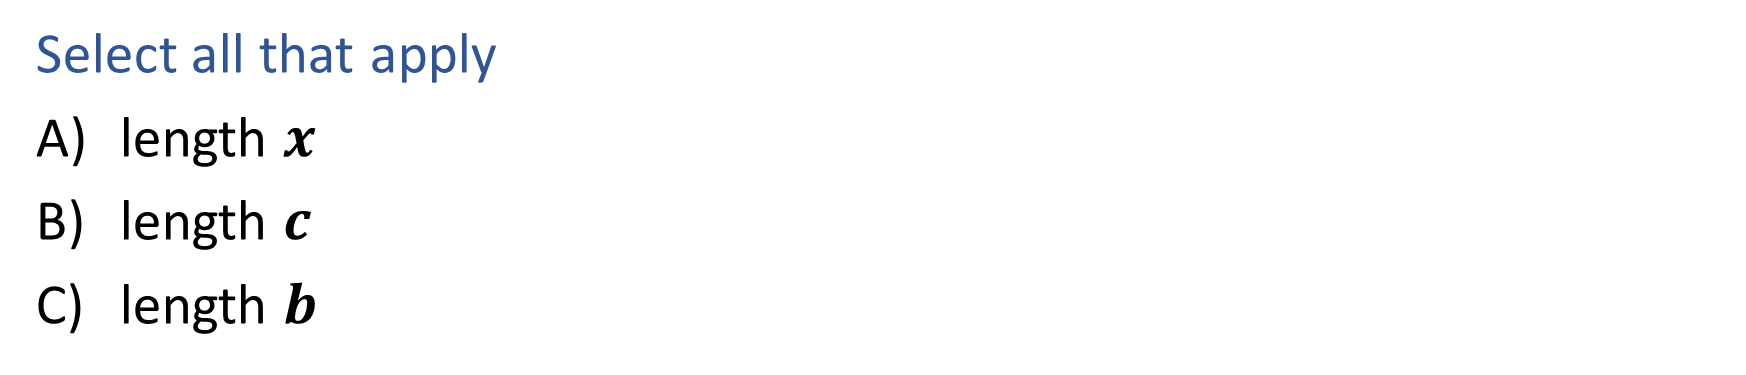 Select all that apply
A) length x
B) length c
C) length b